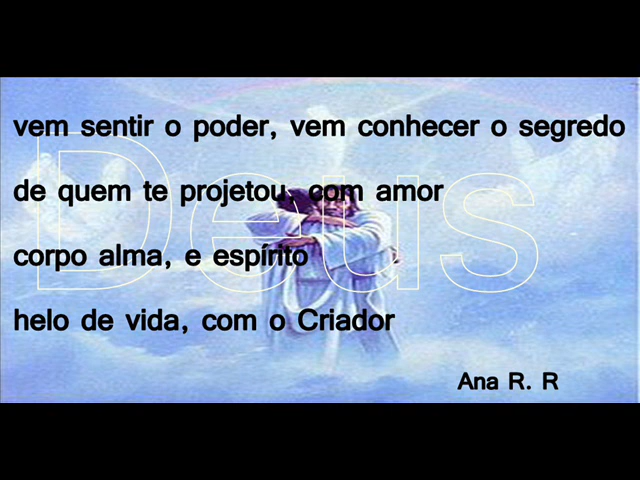 vem sentir o poder, vem conhecer o segredo
de quem te projetou, com amor
corpo alma, e espírito
helo de vida, com o Criador
Ana R. R
Deus